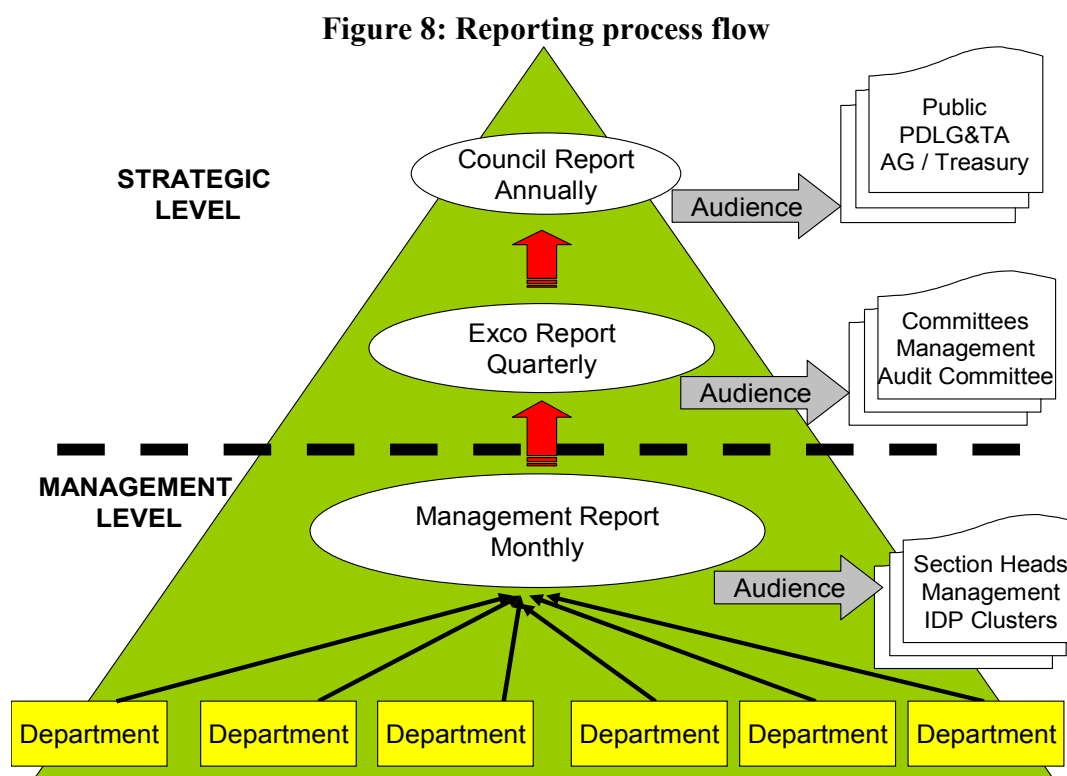 Figure 8: Reporting process flow
Public
PDLG&TA
AG / Treasury
Council Report
Annually
STRATEGIC
LEVEL
Audience
Committees
Management
Audit Committee
Exco Report
Quarterly
Audience
MANAGEMENT
LEVEL
Management Report
Monthly
Section Heads
Management
IDP Clusters
Audience
Department
Department
Department
Department
Department
Department